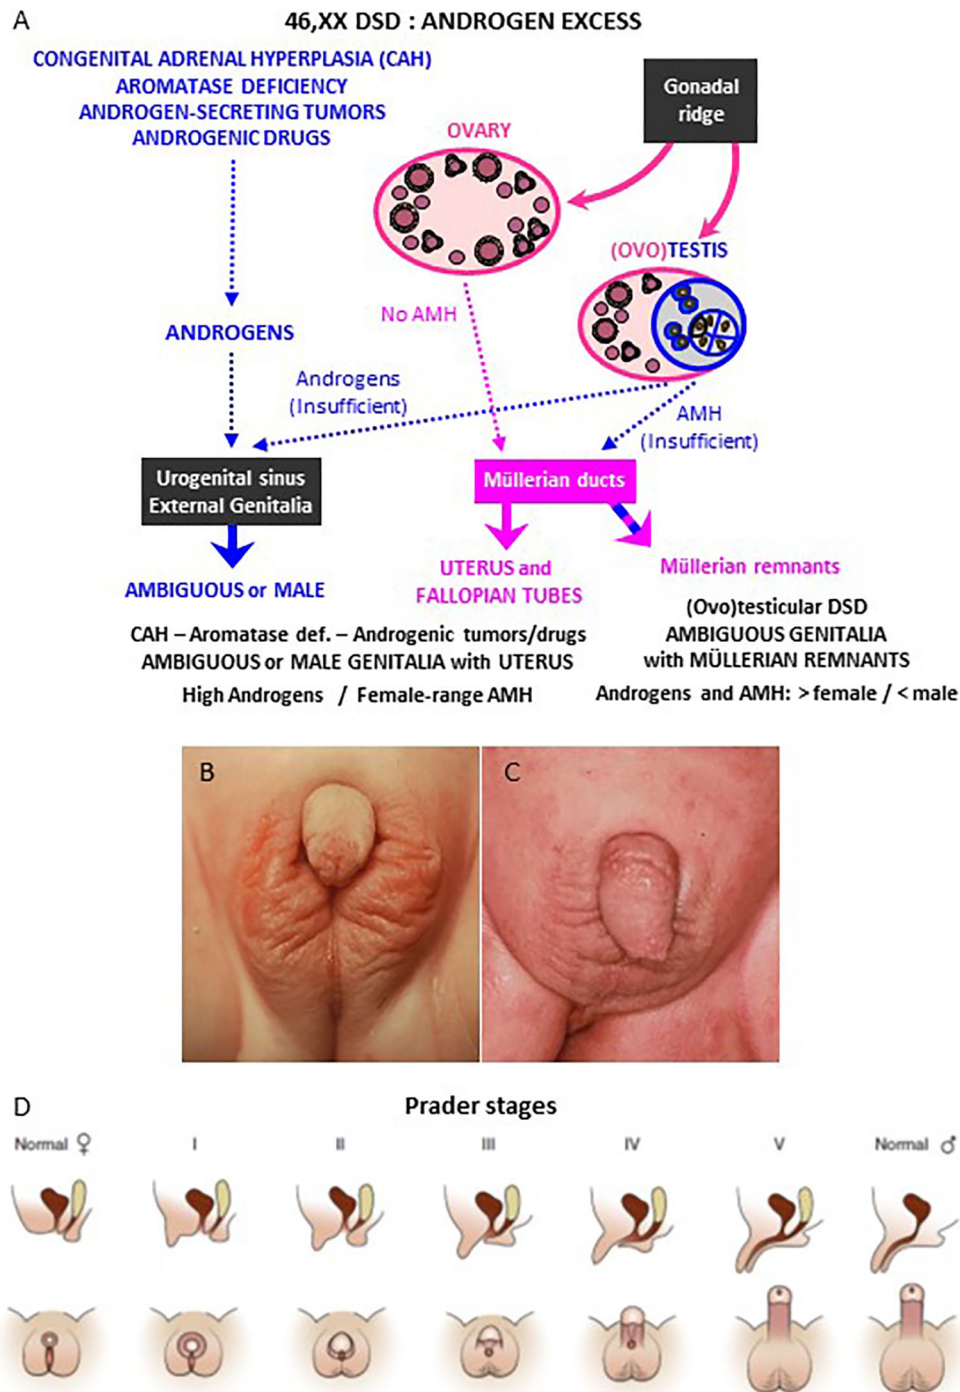 A
46,XX DSD : ANDROGEN EXCESS
CONGENITAL ADRENAL HYPERPLASIA (CAH)
AROMATASE DEFICIENCY
ANDROGEN-SECRETING TUMORS
ANDROGENIC DRUGS
Gonadal
ridge
OVARY
(OVO)TESTIS
No AMH
ANDROGENS
Androgens
(Insufficient)
AMH
(Insufficient)
Urogenital sinus
External Genitalia
Müllerian ducts
AMBIGUOUS or MALE
UTERUS and
FALLOPIAN TUBES
Müllerian remnants
CAH – Aromatase def. – Androgenic tumors/drugs
AMBIGUOUS or MALE GENITALIA with UTERUS
High Androgens / Female-range AMH
(Ovo)testicular DSD
AMBIGUOUS GENITALIA
with MÜLLERIAN REMNANTS
Androgens and AMH: > female / < male
B
C
D
Prader stages
Normal ♀ I II III IV V Normal ♂